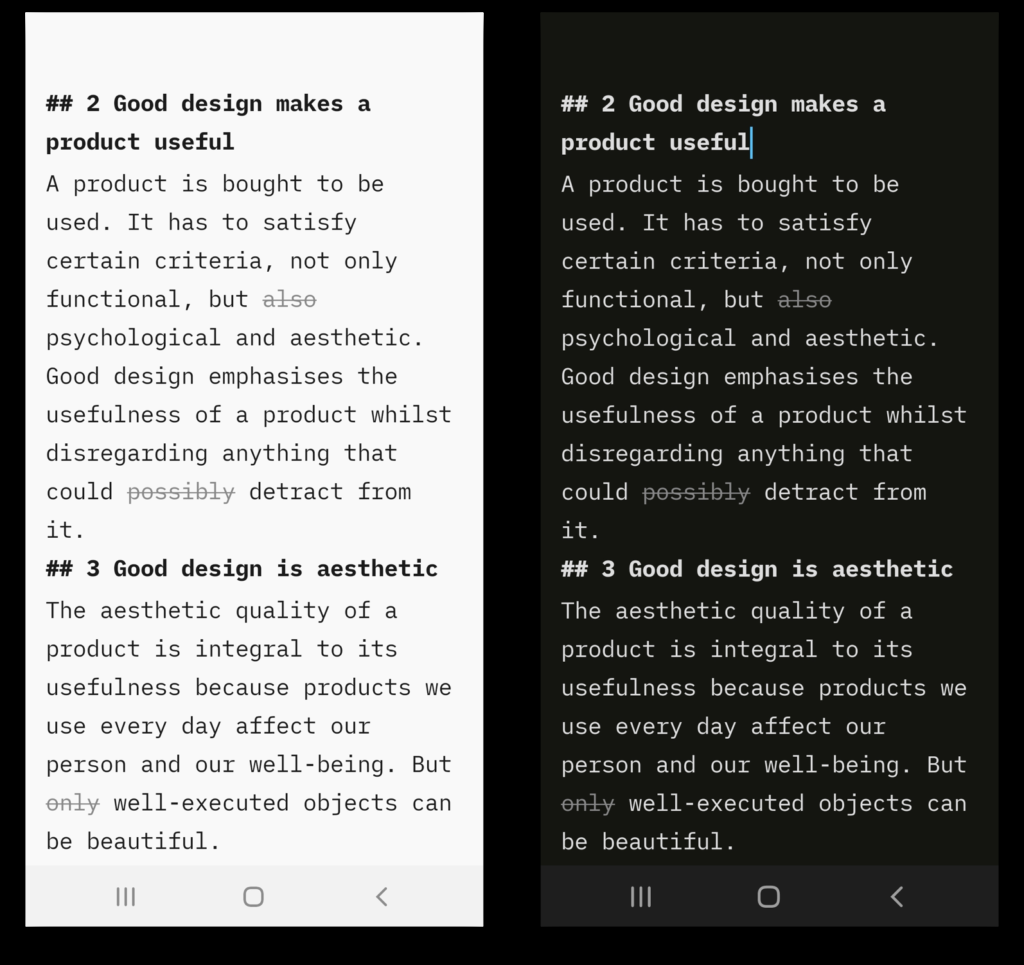 ## 2 Good design makes a
product useful
A product is bought to be
used. It has to satisfy
certain criteria, not only
functional, but also
psychological and aesthetic.
Good design emphasises the
usefulness of a product whilst
disregarding anything that
could possibly detract from
it.
## 3 Good design is aesthetic
The aesthetic quality of a
product is integral to its
usefulness because products we
use every day affect our
person and our well-being. But
only well-executed objects can
be beautiful.
## 2 Good design makes a
product useful
A product is bought to be
used. It has to satisfy
certain criteria, not only
functional, but also
psychological and aesthetic.
Good design emphasises the
usefulness of a product whilst
disregarding anything that
could possibly detract from
it.
## 3 Good design is aesthetic
The aesthetic quality of a
product is integral to its
usefulness because products we
use every day affect our
person and our well-being. But
only well-executed objects can
be beautiful.